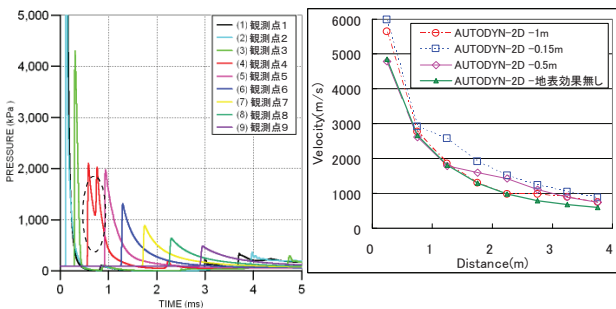 5,000
4,000
3,000
2,000
1,000
0
PRESSURE (kPa)
0 1 2 3 4 5
TIME (ms)
(1) 観測点1
(2) 観測点2
(3) 観測点3
(4) 観測点4
(5) 観測点5
(6) 観測点6
(7) 観測点7
(8) 観測点8
(9) 観測点9
6000
5000
4000
3000
2000
1000
0
Velocity(m/s)
0 1 2 3 4
Distance(m)
AUTODYN-2D -1m
AUTODYN-2D -0.15m
AUTODYN-2D -0.5m
AUTODYN-2D -地表効果無し